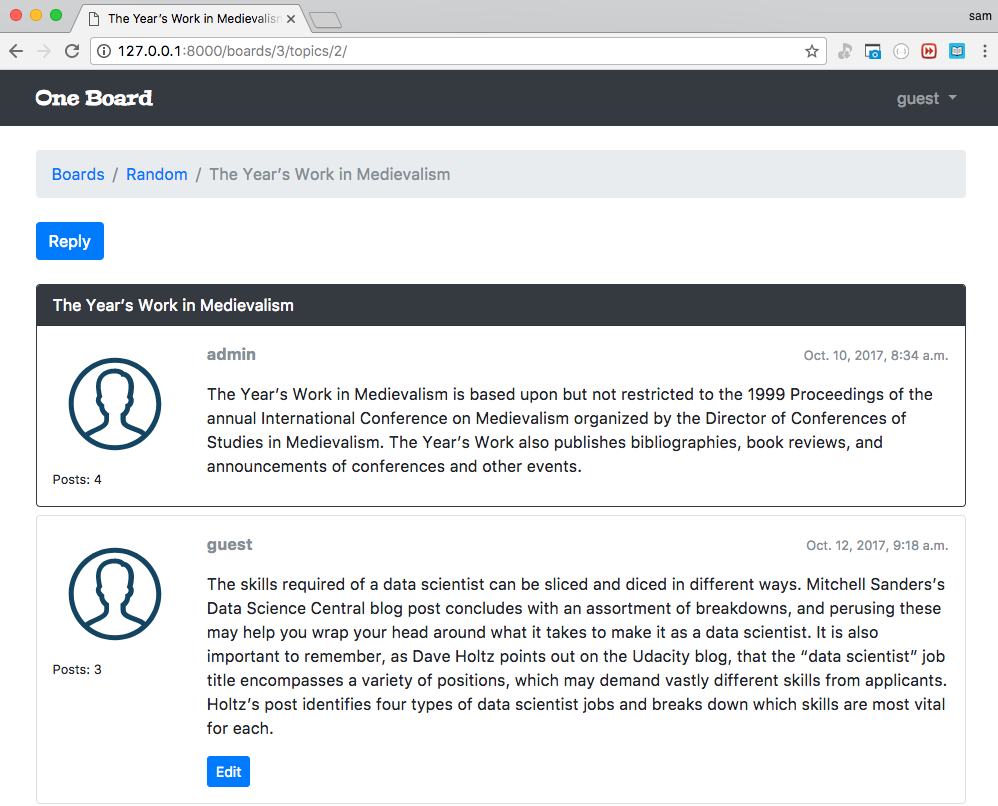 The Year’s Work in Medievalism
sam
127.0.0.1:8000/boards/3/topics/2/
One Board
guest
Boards / Random / The Year’s Work in Medievalism
Reply
The Year’s Work in Medievalism
admin
Oct. 10, 2017, 8:34 a.m.
The Year’s Work in Medievalism is based upon but not restricted to the 1999 Proceedings of the
annual International Conference on Medievalism organized by the Director of Conferences of
Studies in Medievalism. The Year’s Work also publishes bibliographies, book reviews, and
announcements of conferences and other events.
Posts: 4
guest
Oct. 12, 2017, 9:18 a.m.
The skills required of a data scientist can be sliced and diced in different ways. Mitchell Sanders’s
Data Science Central blog post concludes with an assortment of breakdowns, and perusing these
may help you wrap your head around what it takes to make it as a data scientist. It is also
important to remember, as Dave Holtz points out on the Udacity blog, that the “data scientist” job
title encompasses a variety of positions, which may demand vastly different skills from applicants.
Holtz’s post identifies four types of data scientist jobs and breaks down which skills are most vital
for each.
Posts: 3
Edit